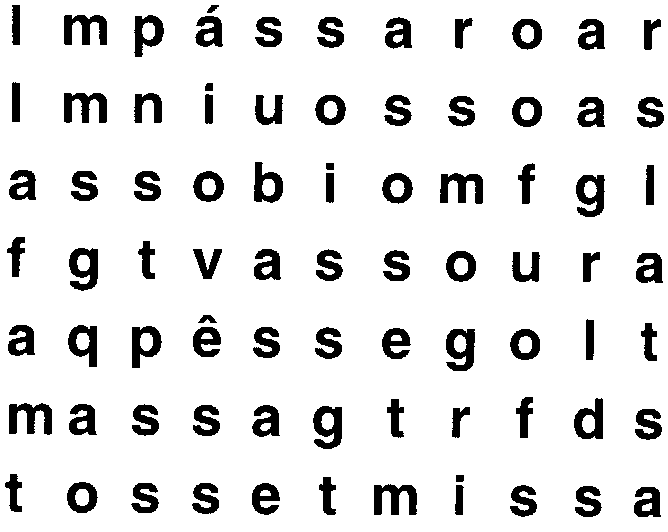 l m p á s s a r o a r
l m n i u o s s o a s
a s s o b i o m f g l
f g t v a s s o u r a
a q p ê s s e g o l t
m a s s a g t r f d s
t o s s e t m i s s a